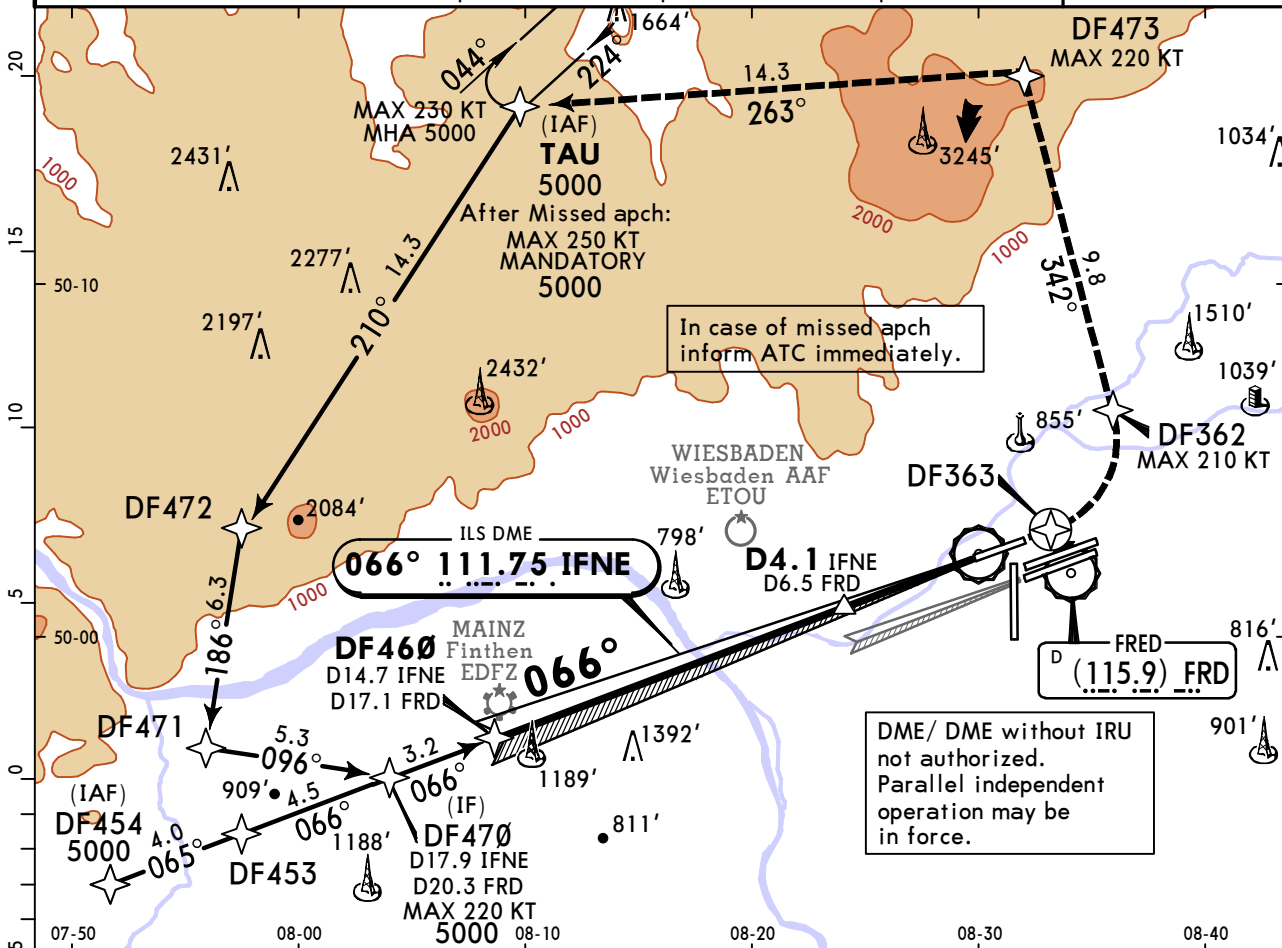 20
15
10
5
0
5
50-10
50-00
07-50
08-00
08-10
08-20
08-30
08-40
1664'
044°
224°
MAX 230 KT
MHA 5000
(IAF)
TAU
5000
After Missed apch:
MAX 250 KT
MANDATORY
5000
14.3
263°
DF473
MAX 220 KT
3245'
1034'
2431'
1000
2277'
2197'
14.3
210°
2000
1000
9.8
342°
In case of missed apch
inform ATC immediately.
1510'
1039'
855'
2432'
2000
1000
DF362
MAX 210 KT
DF363
WIESBADEN
Wiesbaden AAF
ETOU
DF472
2084'
ILS DME
066° 111.75 IFNE
798'
D4.1 IFNE
D6.5 FRD
1000
6.3
186°
MAINZ
Finthen
EDFZ
DF460
D14.7 IFNE
D17.1 FRD
066°
FRED
D (115.9) FRD
816'
901'
DF471
5.3
096°
3.2
066°
1392'
1189'
909'
4.5
066°
(IAF)
DF454
5000
4.0
065°
DF453
1188'
(IF)
DF470
D17.9 IFNE
D20.3 FRD
MAX 220 KT
5000
811'
DME/ DME without IRU
not authorized.
Parallel independent
operation may be
in force.